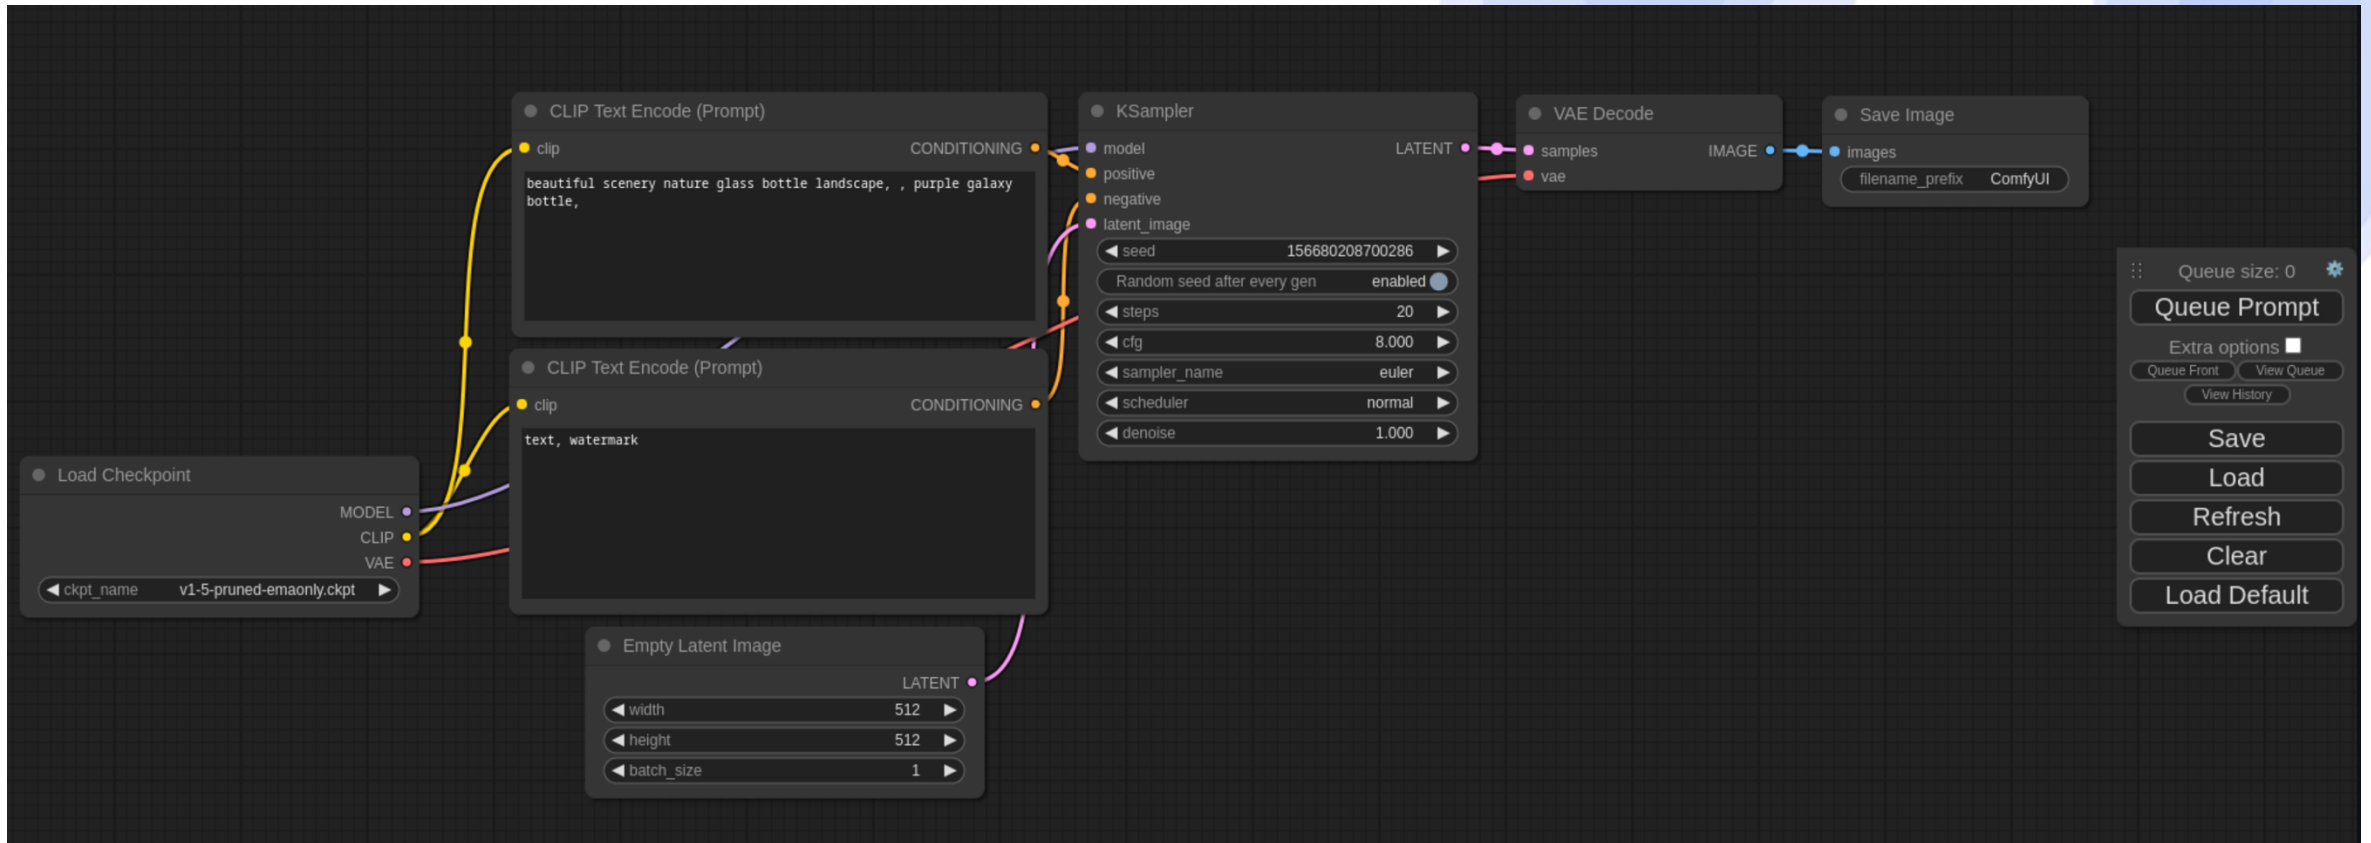 CLIP Text Encode (Prompt)
clip CONDITIONING
beautiful scenery nature glass bottle landscape, , purple galaxy
bottle,
CLIP Text Encode (Prompt)
clip CONDITIONING
text, watermark
Load Checkpoint
MODEL
CLIP
VAE
ckpt_name v1-5-pruned-emaonly.ckpt
Empty Latent Image
LATENT
width 512
height 512
batch_size 1
KSampler
model LATENT
positive
negative
latent_image
seed 156680208700286
Random seed after every gen enabled
steps 20
cfg 8.000
sampler_name euler
scheduler normal
denoise 1.000
VAE Decode
samples IMAGE
vae
Save Image
images
filename_prefix ComfyUI
Queue size: 0
Queue Prompt
Extra options
Queue Front View Queue
View History
Save
Load
Refresh
Clear
Load Default